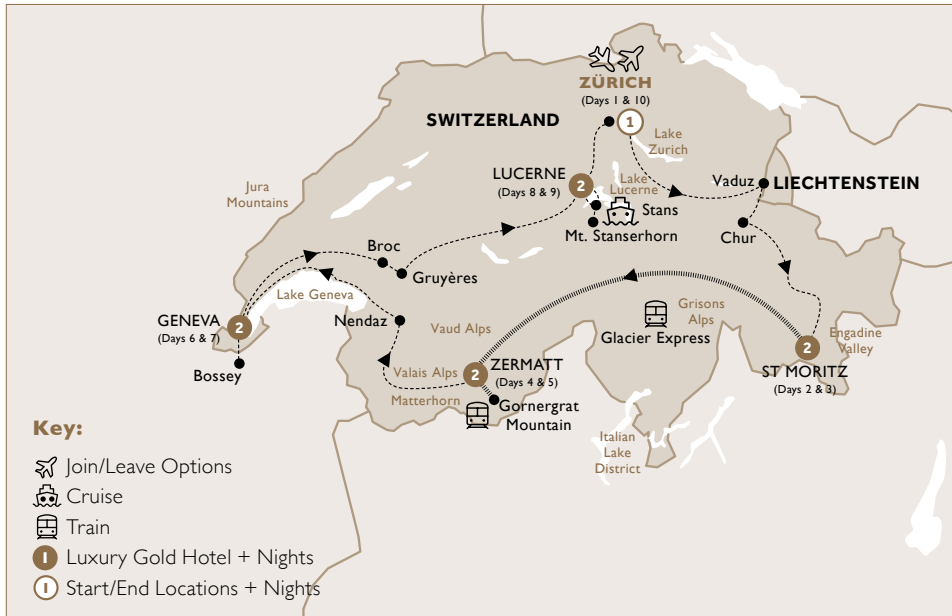 ZÜRICH
(Days 1 & 10)
1
SWITZERLAND
Lake
Zurich
LUCERNE
(Days 8 & 9)
2
Lake
Lucerne
Vaduz
LIECHTENSTEIN
Stans
Mt. Stanserhorn
Chur
Jura
Mountains
Broc
Gruyères
Lake Geneva
GENEVA
(Days 6 & 7)
2
Bossey
Nendaz
Vaud Alps
Grisons
Alps
Glacier Express
Engadine
Valley
2
ST MORITZ
(Days 2 & 3)
Valais Alps
2
ZERMATT
(Days 4 & 5)
Matterhorn
Gornergrat
Mountain
Italian
Lake
District
Key:
Join/Leave Options
Cruise
Train
1 Luxury Gold Hotel + Nights
1 Start/End Locations + Nights